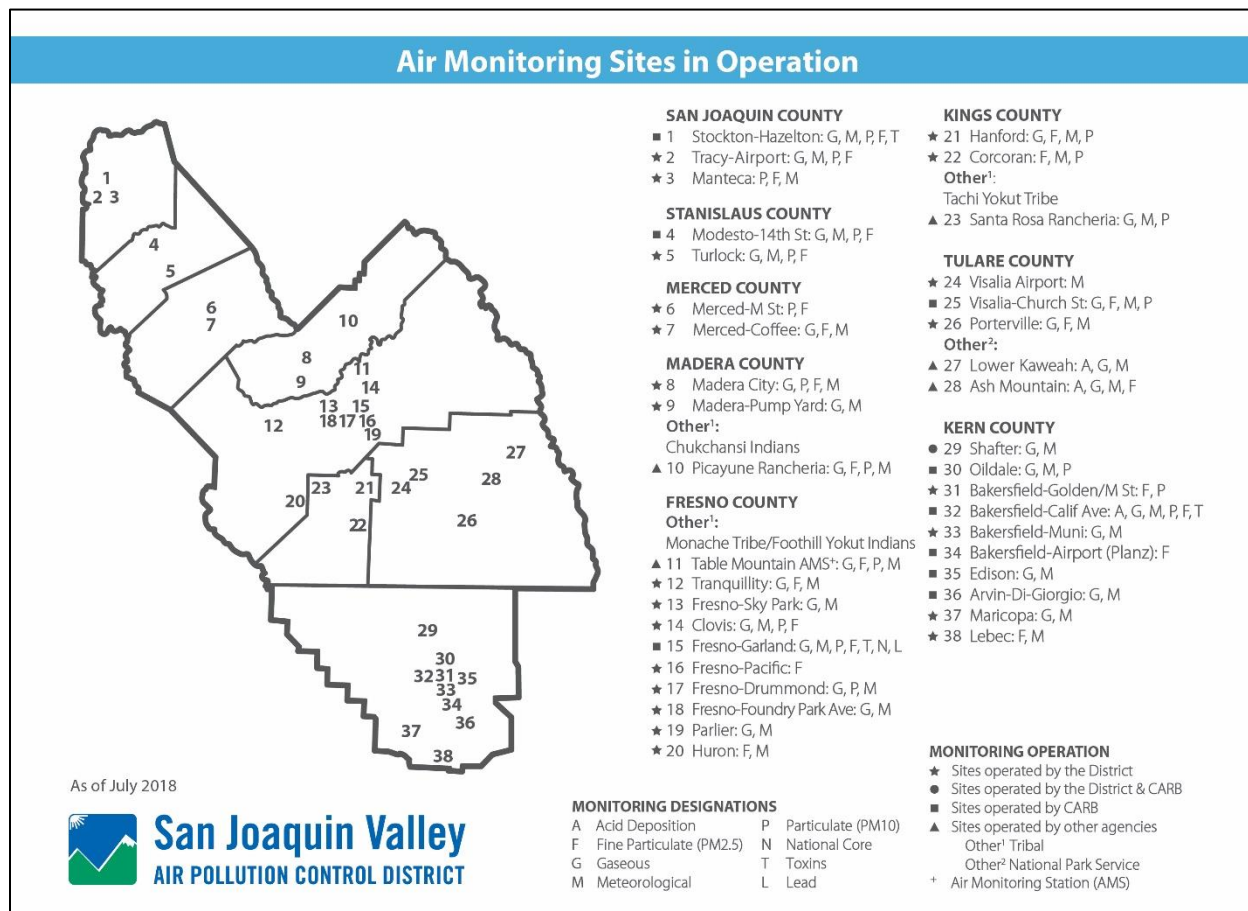 Air Monitoring Sites in Operation
1
2 3
4
5
6
7
10
8
9
11
14
13 15
12
18 17 16
19
27
25
28
20 23 21 24
22
26
29
30
32 31 35
33
34
36
37
38
As of July 2018
San Joaquin Valley
AIR POLLUTION CONTROL DISTRICT
SAN JOAQUIN COUNTY
■ 1 Stockton-Hazelton: G, M, P, F, T
★ 2 Tracy-Airport: G, M, P, F
★ 3 Manteca: P, F, M
STANISLAUS COUNTY
■ 4 Modesto-14th St: G, M, P, F
★ 5 Turlock: G, M, P, F
MERCED COUNTY
★ 6 Merced-M St: P, F
★ 7 Merced-Coffee: G, F, M
MADERA COUNTY
★ 8 Madera City: G, P, F, M
★ 9 Madera-Pump Yard: G, M
Other¹:
Chukchansi Indians
▲ 10 Picayune Rancheria: G, F, P, M
FRESNO COUNTY
Other¹:
Monache Tribe/Foothill Yokut Indians
▲ 11 Table Mountain AMS⁺: G, F, P, M
★ 12 Tranquillity: G, F, M
★ 13 Fresno-Sky Park: G, M
★ 14 Clovis: G, M, P, F
■ 15 Fresno-Garland: G, M, P, F, T, N, L
★ 16 Fresno-Pacific: F
★ 17 Fresno-Drummond: G, P, M
★ 18 Fresno-Foundry Park Ave: G, M
★ 19 Parlier: G, M
★ 20 Huron: F, M
KINGS COUNTY
★ 21 Hanford: G, F, M, P
★ 22 Corcoran: F, M, P
Other¹:
Tachi Yokut Tribe
▲ 23 Santa Rosa Rancheria: G, M, P
TULARE COUNTY
★ 24 Visalia Airport: M
■ 25 Visalia-Church St: G, F, M, P
★ 26 Porterville: G, F, M
Other²:
▲ 27 Lower Kaweah: A, G, M
▲ 28 Ash Mountain: A, G, M, F
KERN COUNTY
● 29 Shafter: G, M
■ 30 Oildale: G, M, P
★ 31 Bakersfield-Golden/M St: F, P
■ 32 Bakersfield-Calif Ave: A, G, M, P, F, T
★ 33 Bakersfield-Muni: G, M
■ 34 Bakersfield-Airport (Planz): F
■ 35 Edison: G, M
■ 36 Arvin-Di-Giorgio: G, M
★ 37 Maricopa: G, M
★ 38 Lebec: F, M
MONITORING DESIGNATIONS
A Acid Deposition
F Fine Particulate (PM2.5)
G Gaseous
M Meteorological
P Particulate (PM10)
N National Core
T Toxins
L Lead
MONITORING OPERATION
★ Sites operated by the District
● Sites operated by the District & CARB
■ Sites operated by CARB
▲ Sites operated by other agencies
Other¹ Tribal
Other² National Park Service
⁺ Air Monitoring Station (AMS)